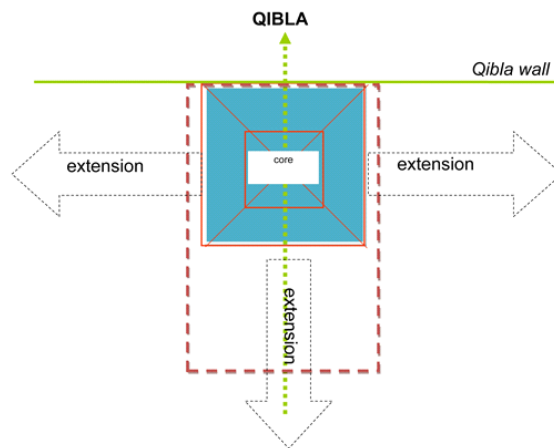 QIBLA
Qibla wall
core
extension
extension
extension